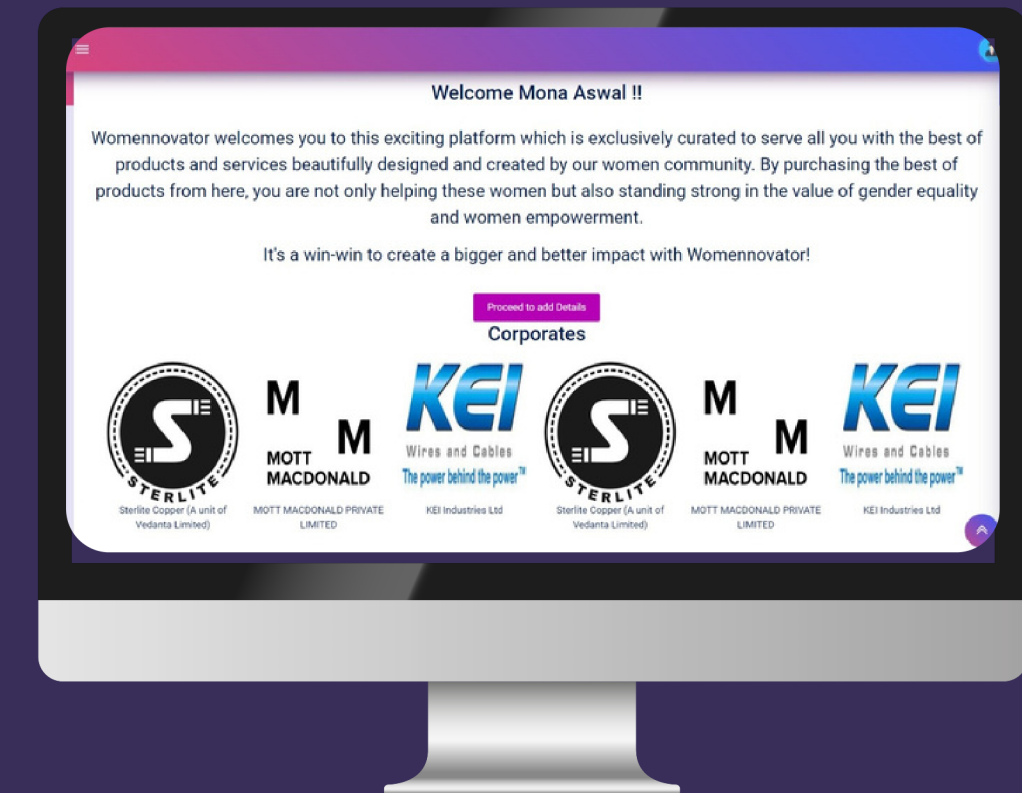 Welcome Mona Aswal !!
Womennovator welcomes you to this exciting platform which is exclusively curated to serve all you with the best of
products and services beautifully designed and created by our women community. By purchasing the best of
products from here, you are not only helping these women but also standing strong in the value of gender equality
and women empowerment.
It's a win-win to create a bigger and better impact with Womennovator!
Proceed to add Details
Corporates
S STERLITE
M M MOTT MACDONALD
KEI Wires and Cables The power behind the power™
S STERLITE
M M MOTT MACDONALD
KEI Wires and Cables The power behind the power™
Sterlite Copper (A unit of
Vedanta Limited)
MOTT MACDONALD PRIVATE
LIMITED
KEI Industries Ltd
Sterlite Copper (A unit of
Vedanta Limited)
MOTT MACDONALD PRIVATE
LIMITED
KEI Industries Ltd